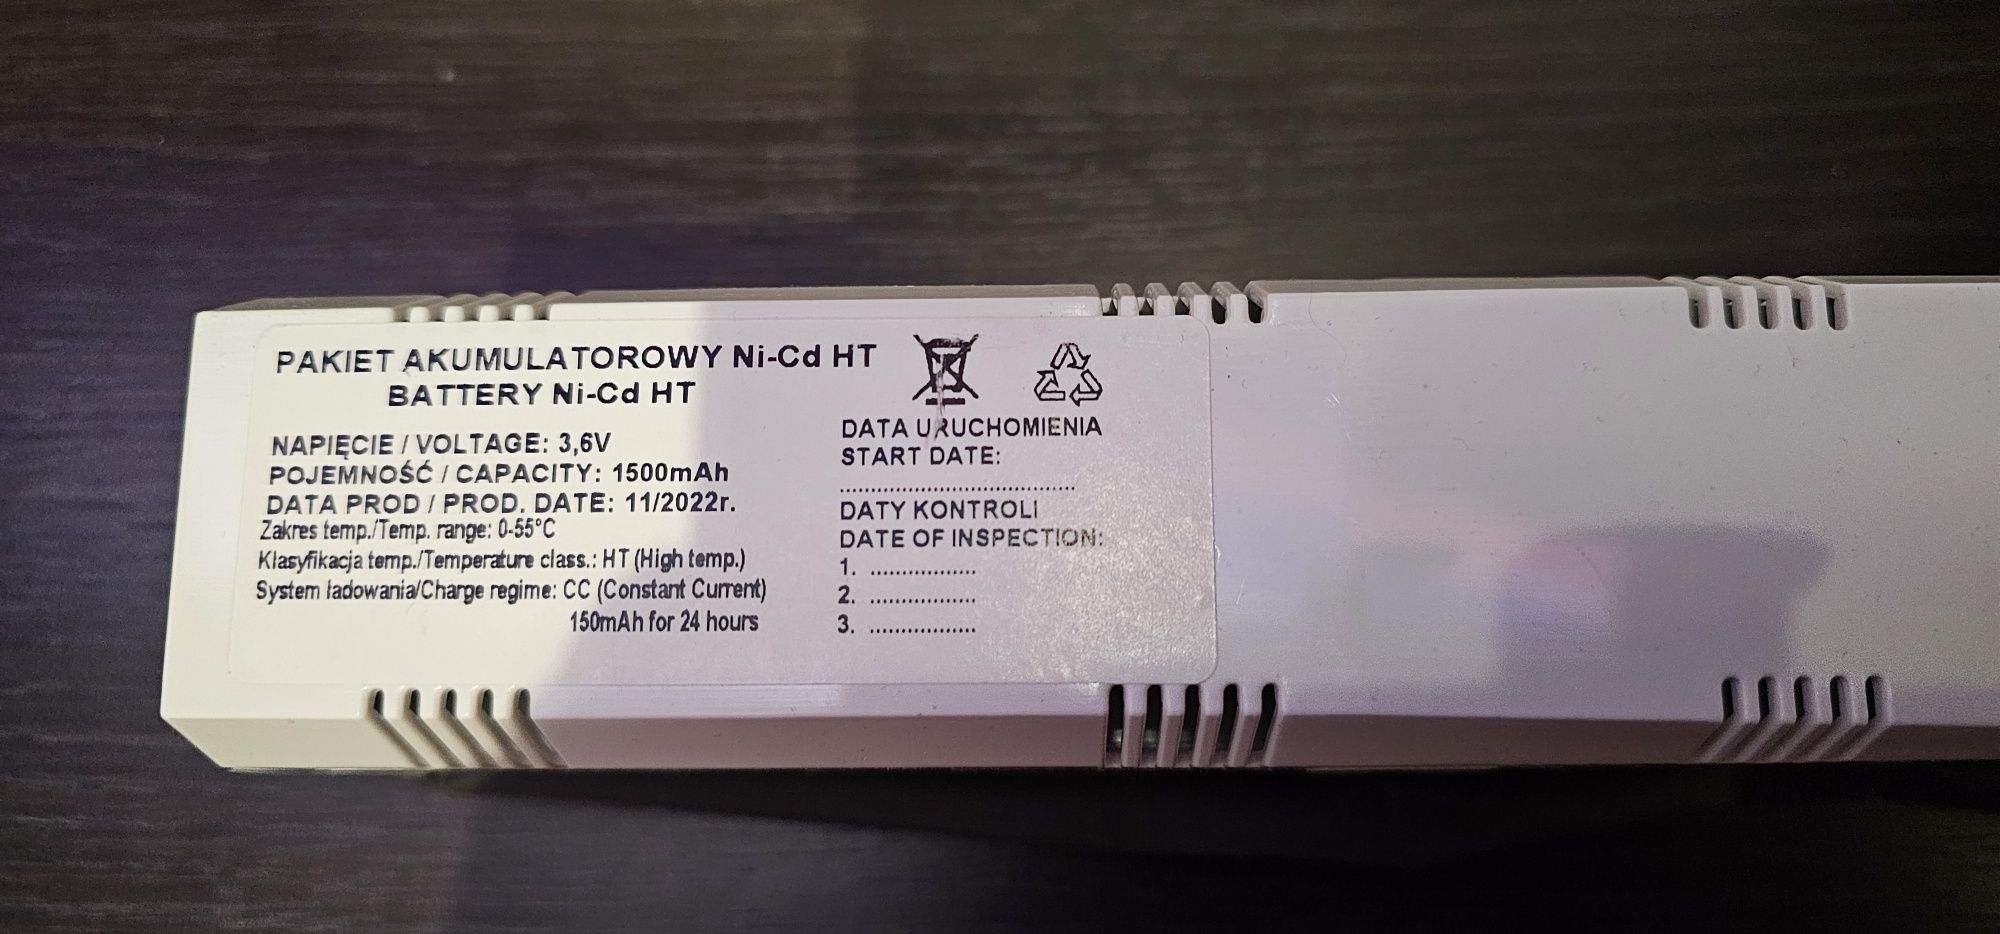 PAKIET AKUMULATOROWY Ni-Cd HT
BATTERY Ni-Cd HT
NAPIĘCIE / VOLTAGE: 3,6V
POJEMNOŚĆ / CAPACITY: 1500mAh
DATA PROD / PROD. DATE: 11/2022r.
Zakres temp./Temp. range: 0-55°C
Klasyfikacja temp./Temperature class.: HT (High temp.)
System ładowania/Charge regime: CC (Constant Current)
150mAh for 24 hours
DATA URUCHOMIENIA
START DATE:
.....................................
DATY KONTROLI
DATE OF INSPECTION:
1. .................
2. .................
3. .................